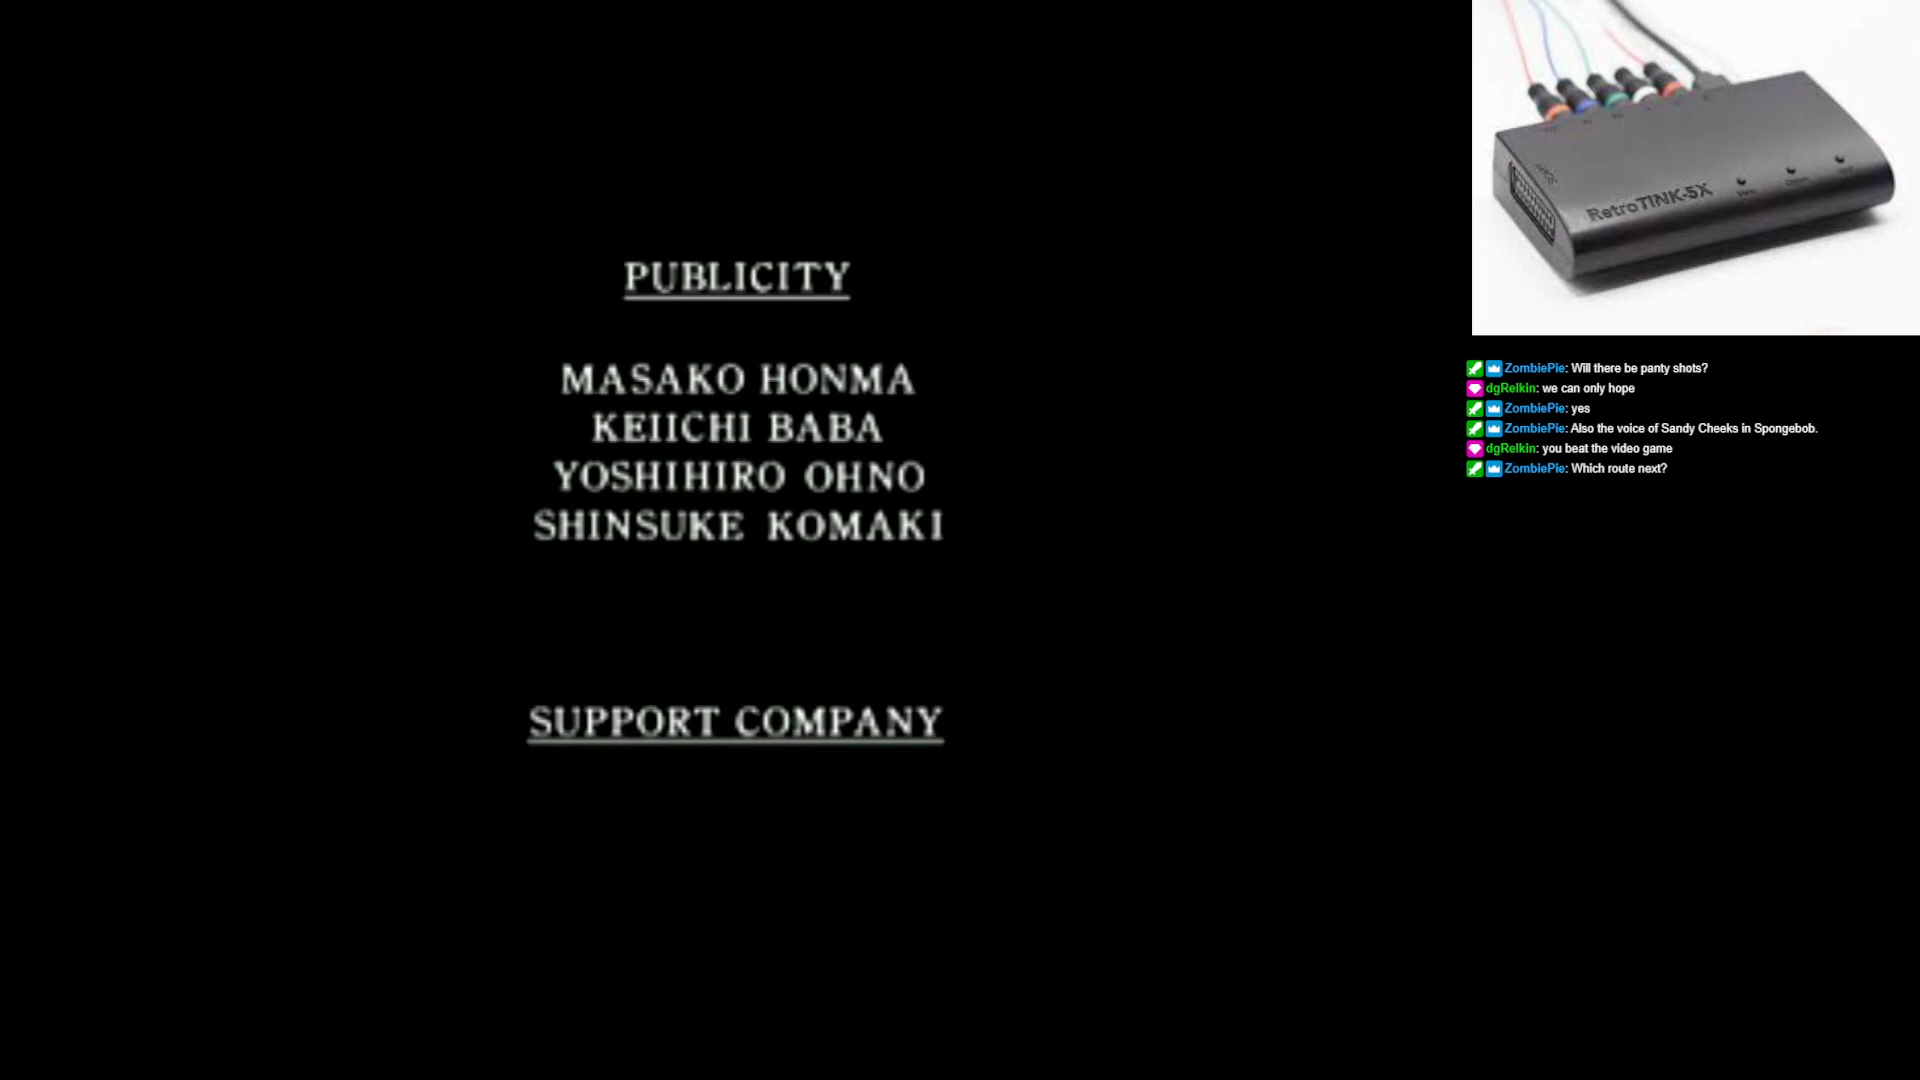 PUBLICITY
MASAKO HONMA
KEIICHI BABA
YOSHIHIRO OHNO
SHINSUKE KOMAKI
SUPPORT COMPANY
RetroTINK-5X
ZombiePie: Will there be panty shots?
dgRelkin: we can only hope
ZombiePie: yes
ZombiePie: Also the voice of Sandy Cheeks in Spongebob.
dgRelkin: you beat the video game
ZombiePie: Which route next?